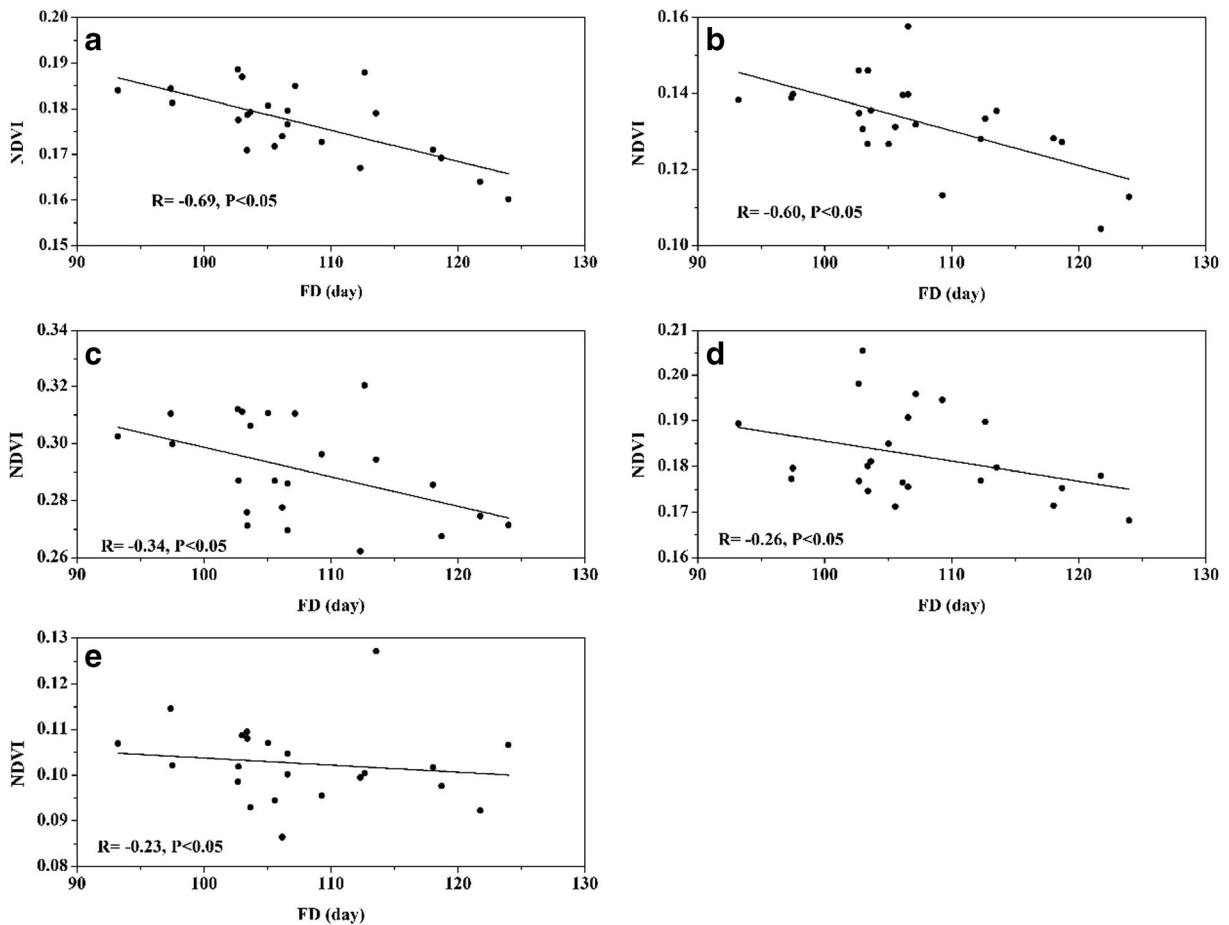 a
0.20
0.19
0.18
0.17
0.16
0.15
NDVI
R= -0.69, P<0.05
90 100 110 120 130
FD (day)
b
0.16
0.14
0.12
0.10
NDVI
R= -0.60, P<0.05
90 100 110 120 130
FD (day)
c
0.34
0.32
0.30
0.28
0.26
NDVI
R= -0.34, P<0.05
90 100 110 120 130
FD (day)
d
0.21
0.20
0.19
0.18
0.17
0.16
NDVI
R= -0.26, P<0.05
90 100 110 120 130
FD (day)
e
0.13
0.12
0.11
0.10
0.09
0.08
NDVI
R= -0.23, P<0.05
90 100 110 120 130
FD (day)